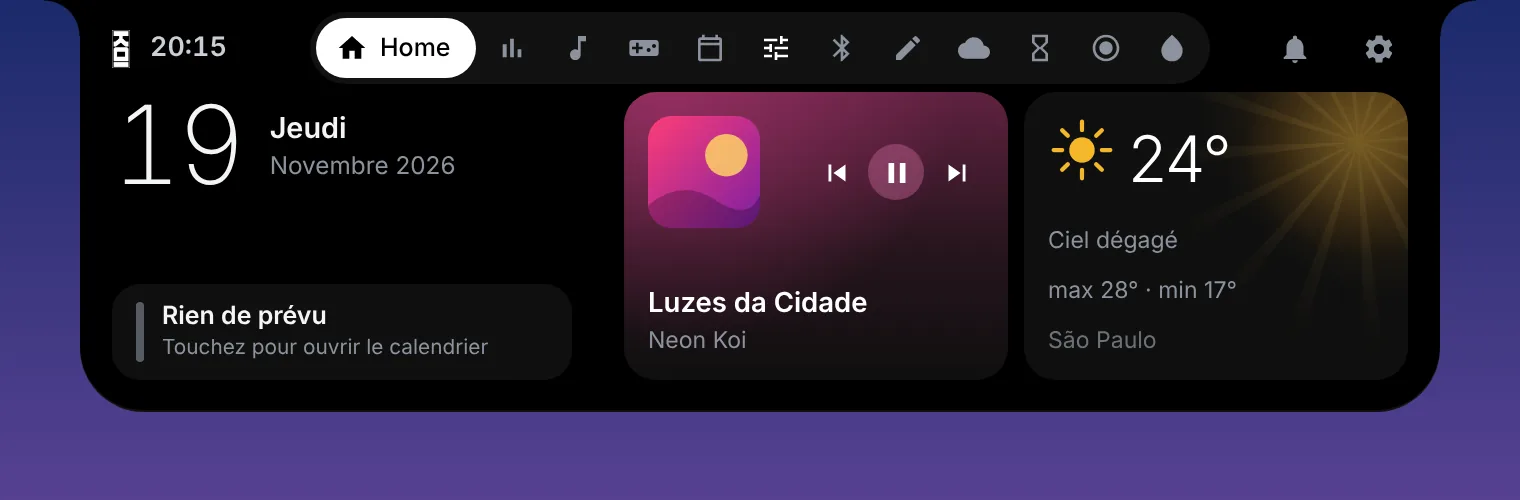 KOI
20:15
Home
19
Jeudi
Novembre 2026
Rien de prévu
Touchez pour ouvrir le calendrier
Luzes da Cidade
Neon Koi
24°
Ciel dégagé
max 28° · min 17°
São Paulo